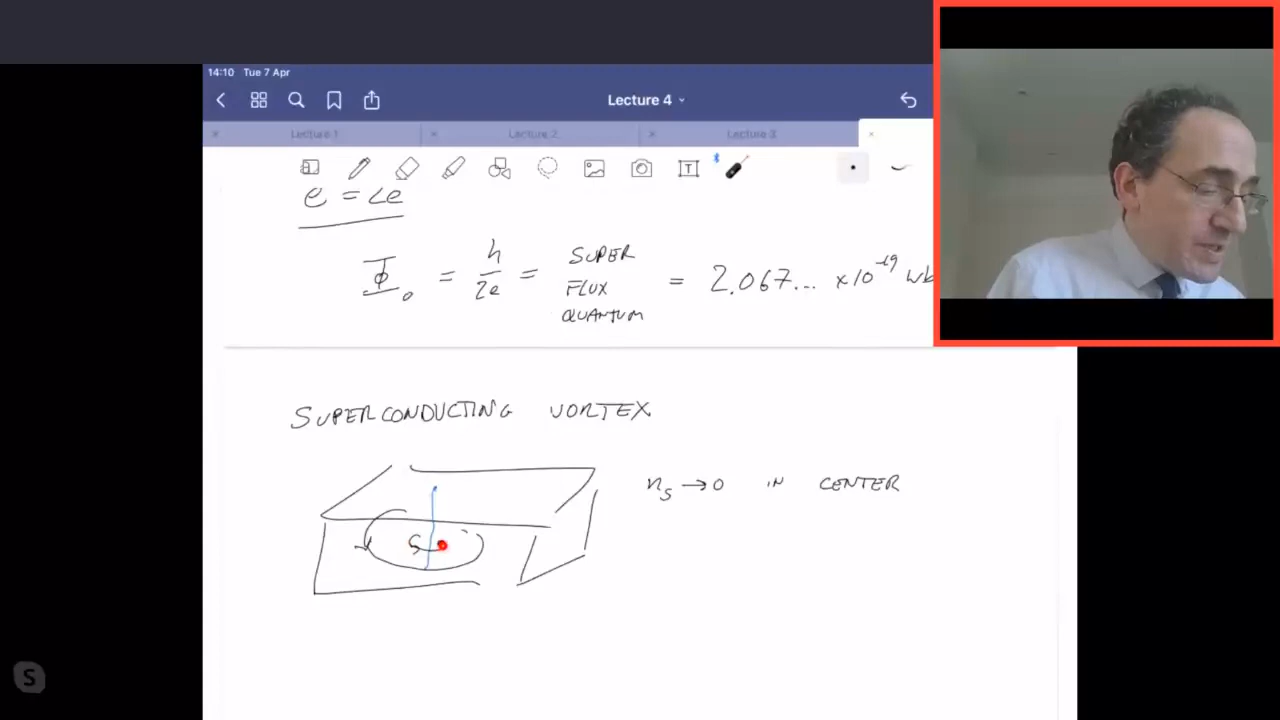 14:10 Tue 7 Apr
Lecture 4
Lecture 1
Lecture 2
Lecture 3
T
e = 2e
Φ₀ = h/2e = SUPER FLUX QUANTUM = 2.067... ×10⁻¹⁹ Wb
SUPERCONDUCTING VORTEX
nₛ → 0 IN CENTER
S